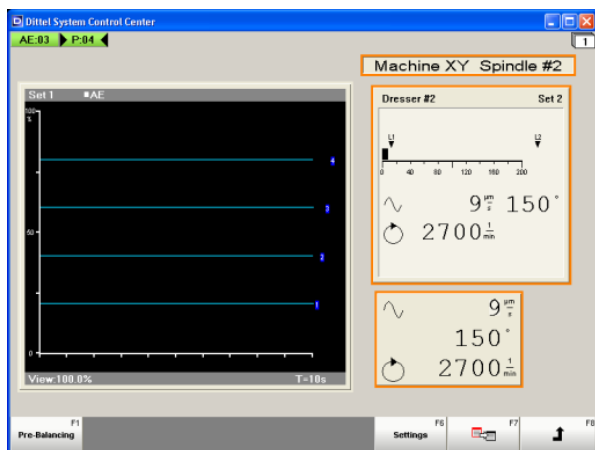 Dittel System Control Center
AE:03 P:04
1
Machine XY Spindle #2
Set 1 ■AE
100
%
4
3
50
2
1
0
View:100.0% T=10s
Dresser #2 Set 2
L1 L2
0 40 80 120 160 200
9 µm/s 150°
2700 1/min
9 µm/s
150°
2700 1/min
F1 F6 F7 F8
Pre-Balancing Settings